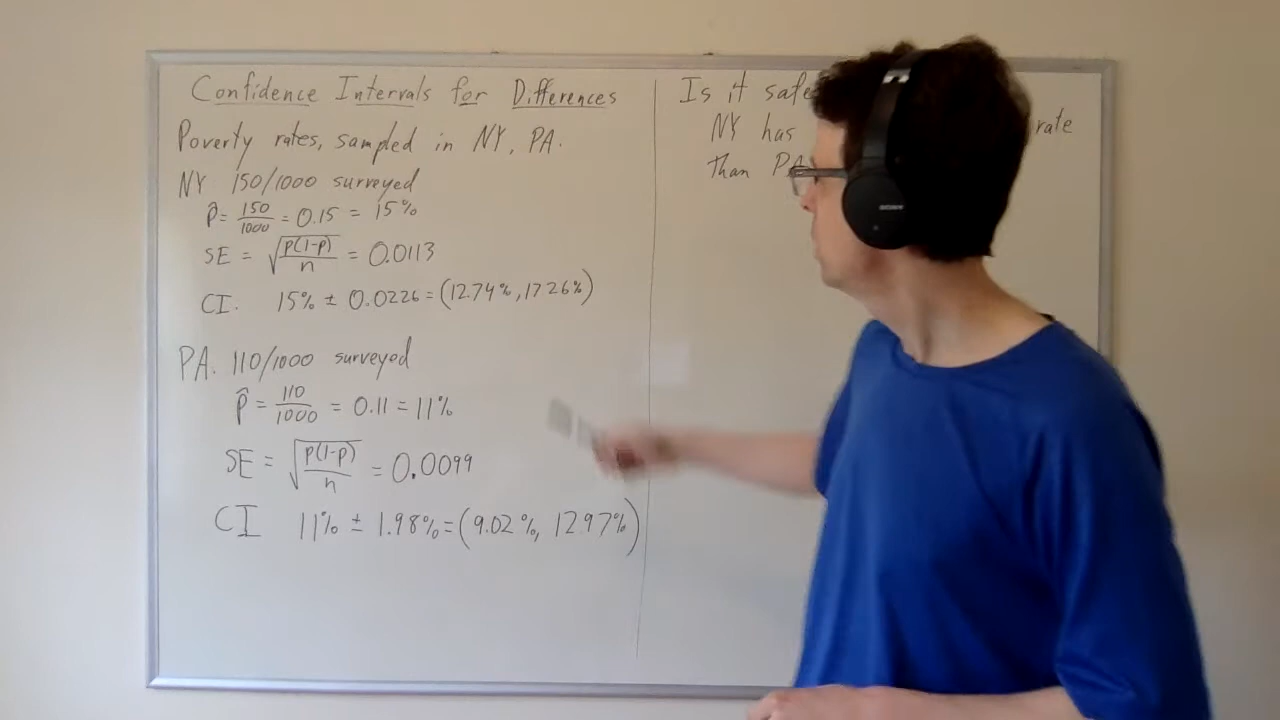 Confidence Intervals for Differences
Poverty rates, sampled in NY, PA.
NY 150/1000 surveyed
p̂ = 150/1000 = 0.15 = 15%
SE = √(p(1-p)/n) = 0.0113
CI. 15% ± 0.0226 = (12.74%, 17.26%)
PA. 110/1000 surveyed
p̂ = 110/1000 = 0.11 = 11%
SE = √(p(1-p)/n) = 0.0099
CI 11% ± 1.98% = (9.02%, 12.97%)
Is it safe
NY has rate
than PA
SONY